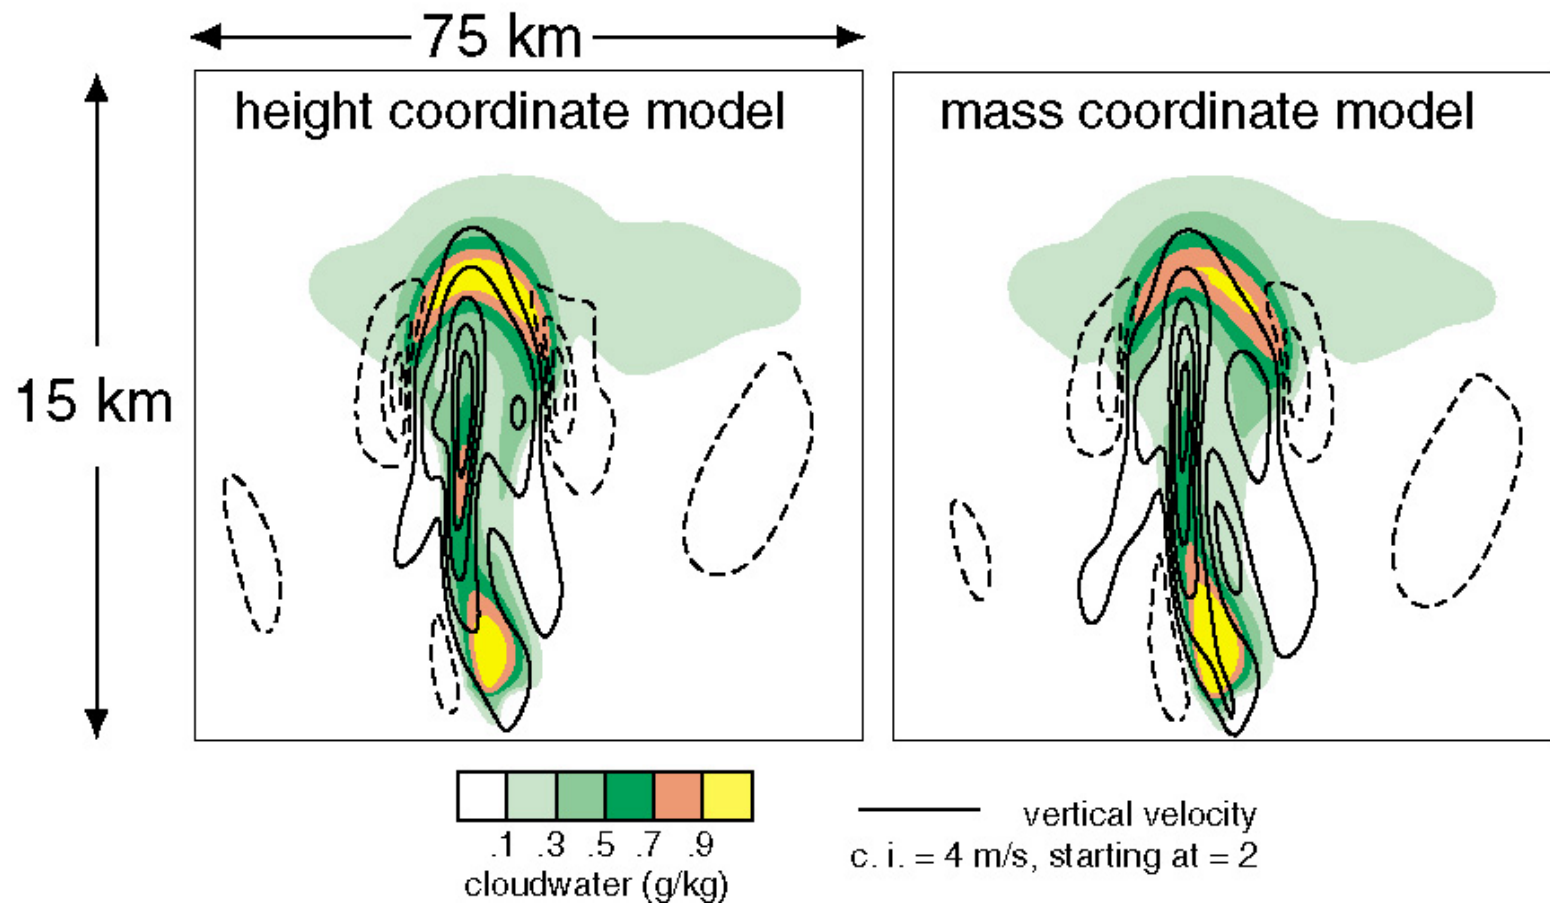 75 km
height coordinate model
mass coordinate model
15 km
.1 .3 .5 .7 .9
cloudwater (g/kg)
vertical velocity
c. i. = 4 m/s, starting at = 2